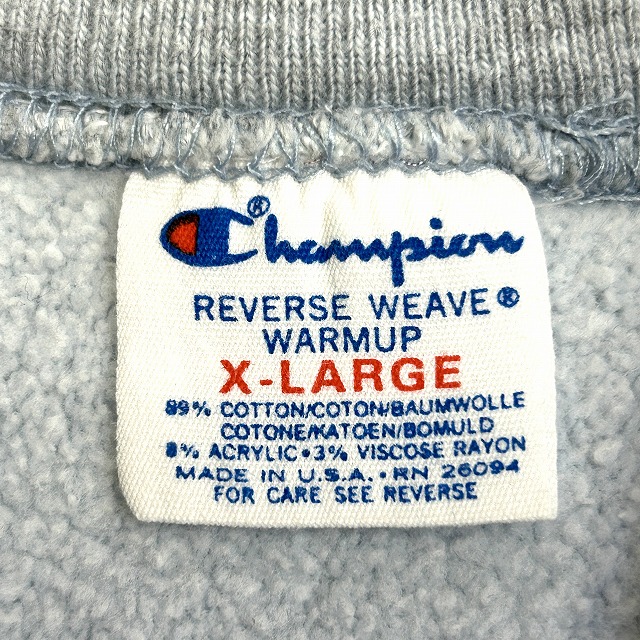 Champion®
REVERSE WEAVE®
WARMUP
X-LARGE
89% COTTON/COTON/BAUMWOLLE
COTONE/KATOEN/BOMULD
8% ACRYLIC • 3% VISCOSE RAYON
MADE IN U.S.A. • RN 26094
FOR CARE SEE REVERSE